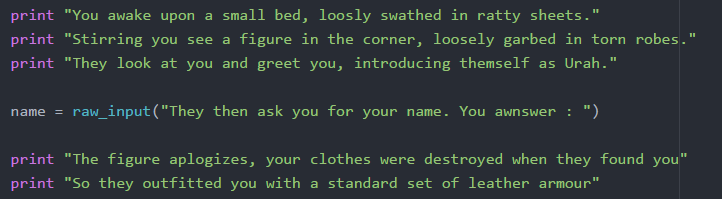 print "You awake upon a small bed, loosly swathed in ratty sheets."
print "Stirring you see a figure in the corner, loosely garbed in torn robes."
print "They look at you and greet you, introducing themself as Urah."
name = raw_input("They then ask you for your name. You awnswer : ")
print "The figure aplogizes, your clothes were destroyed when they found you"
print "So they outfitted you with a standard set of leather armour"